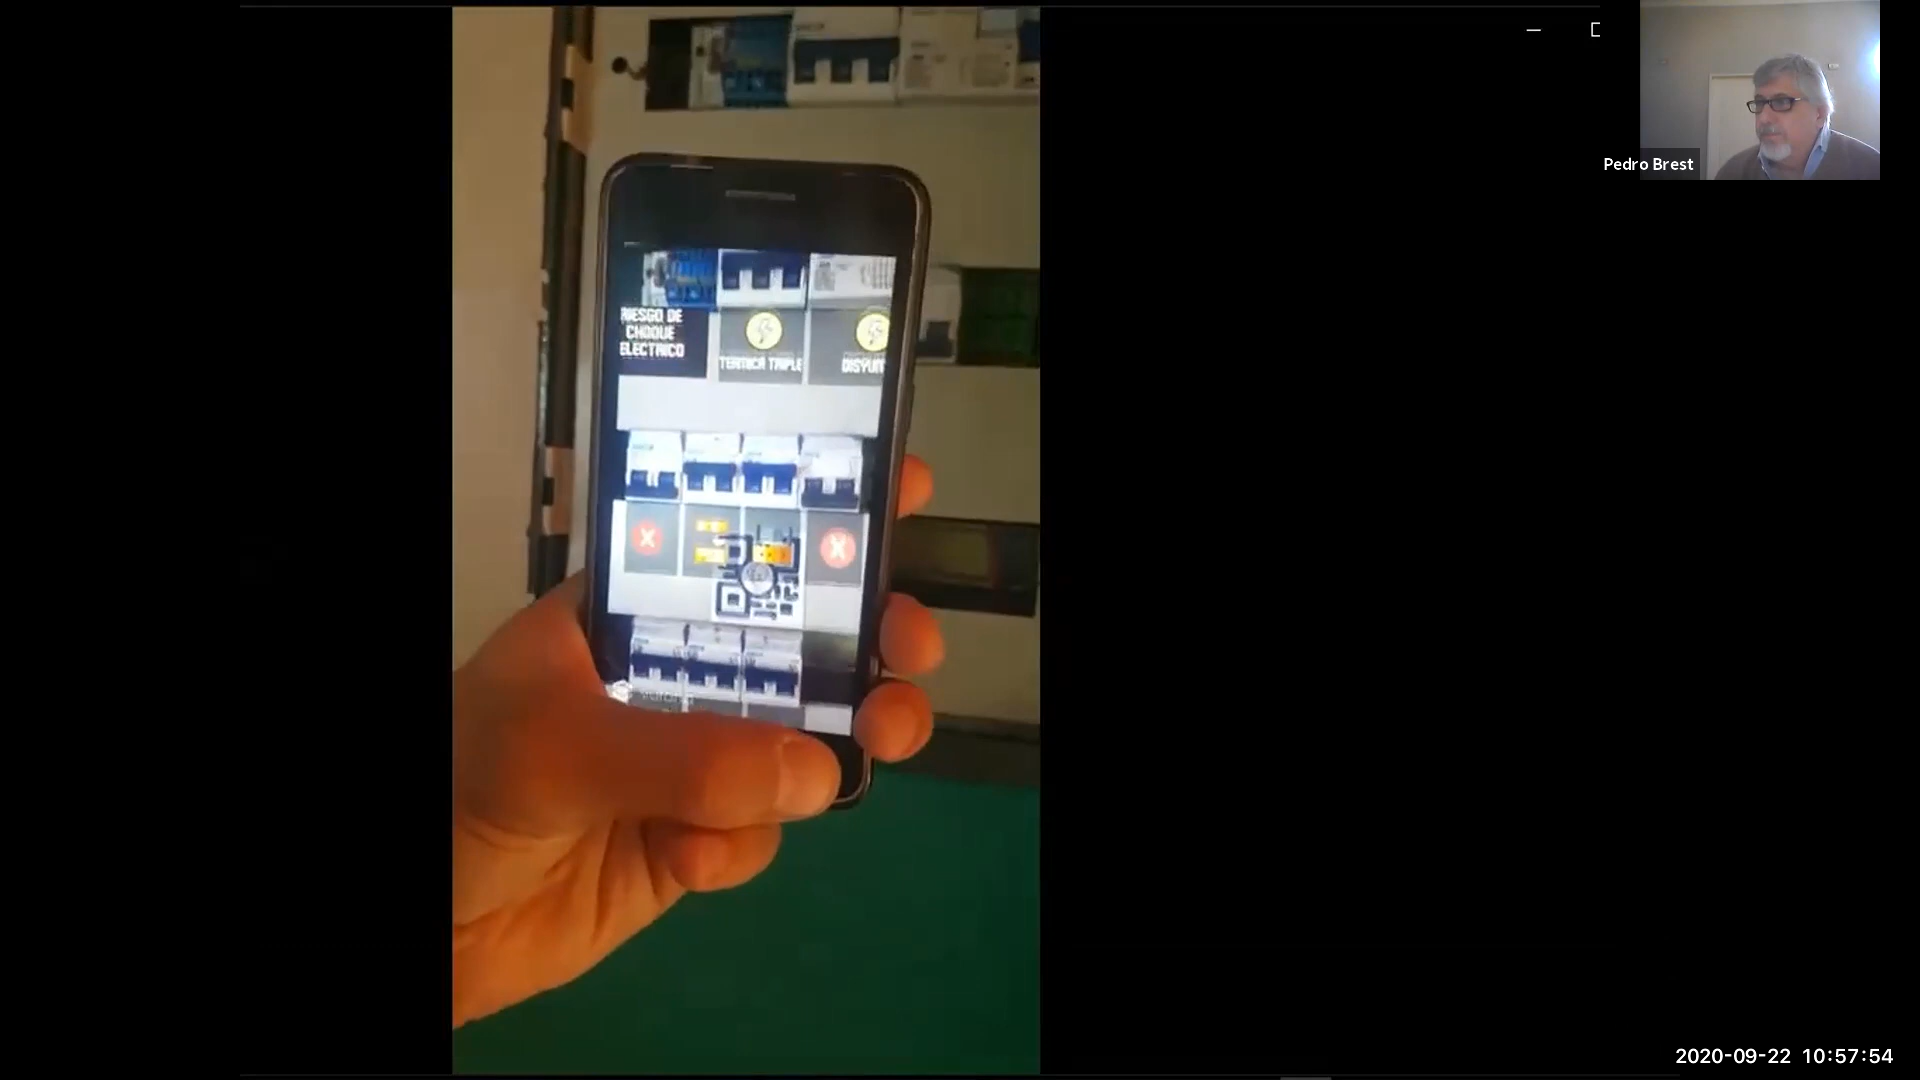 Pedro Brest
RIESGO DE
CHOQUE
ELECTRICO
TERMICA TRIPLE
DISYUN
2020-09-22 10:57:54